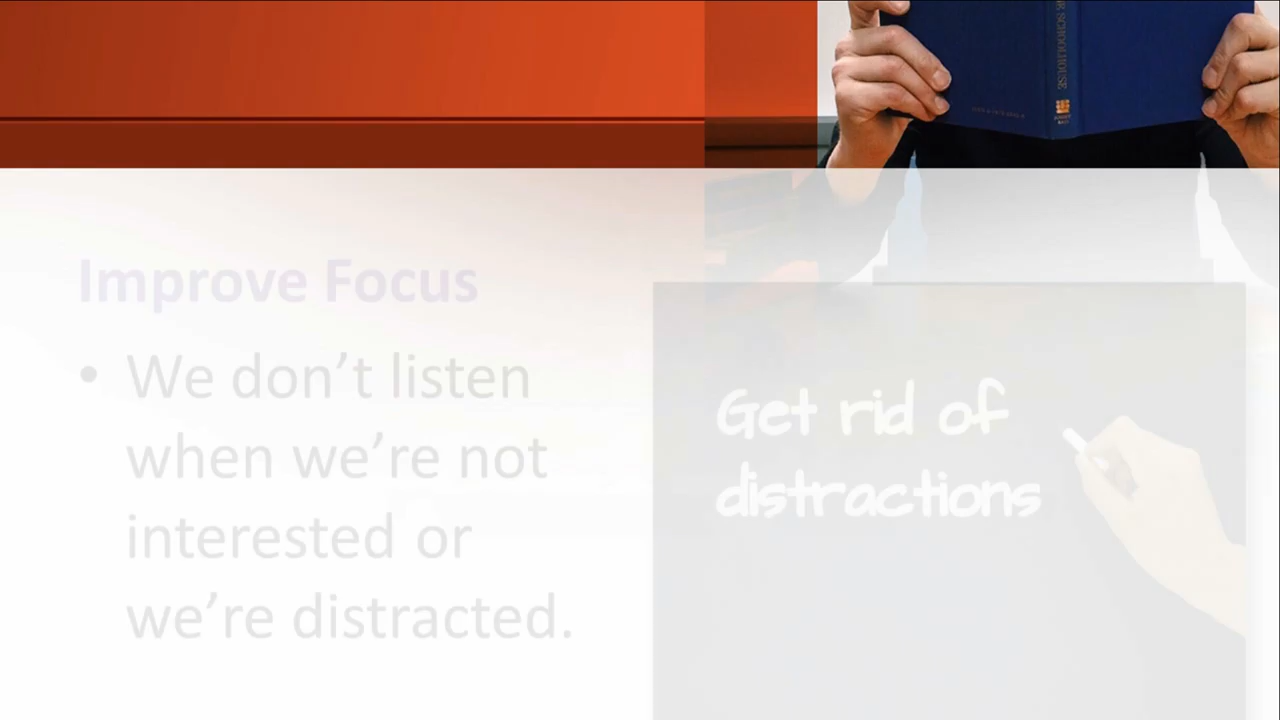 Improve Focus
• We don’t listen
when we’re not
interested or
we’re distracted.
Get rid of
distractions